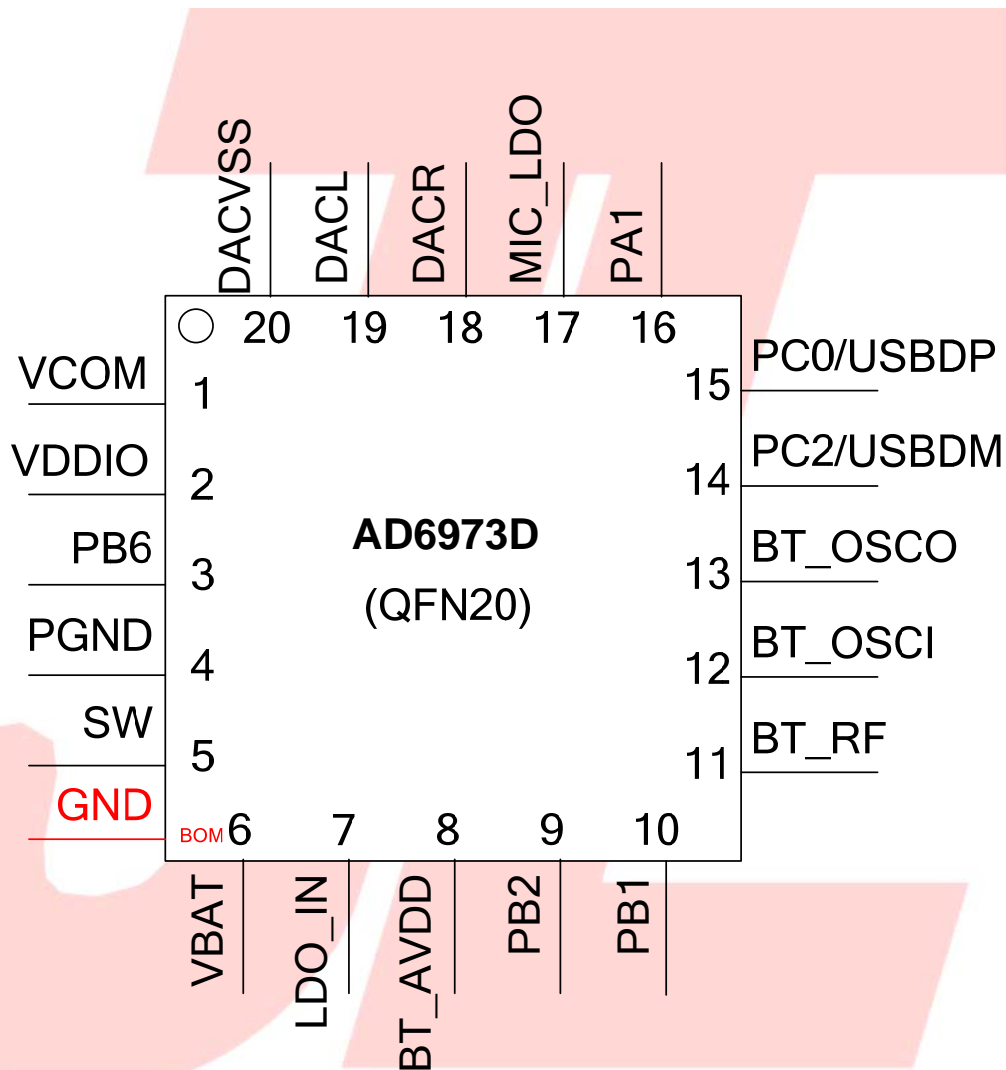 DACVSS
DACL
DACR
MIC_LDO
PA1
20 19 18 17 16
VCOM 1
VDDIO 2
PB6 3
PGND 4
SW 5
GND BOM
AD6973D
(QFN20)
15 PC0/USBDP
14 PC2/USBDM
13 BT_OSCO
12 BT_OSCI
11 BT_RF
6 7 8 9 10
VBAT
LDO_IN
BT_AVDD
PB2
PB1